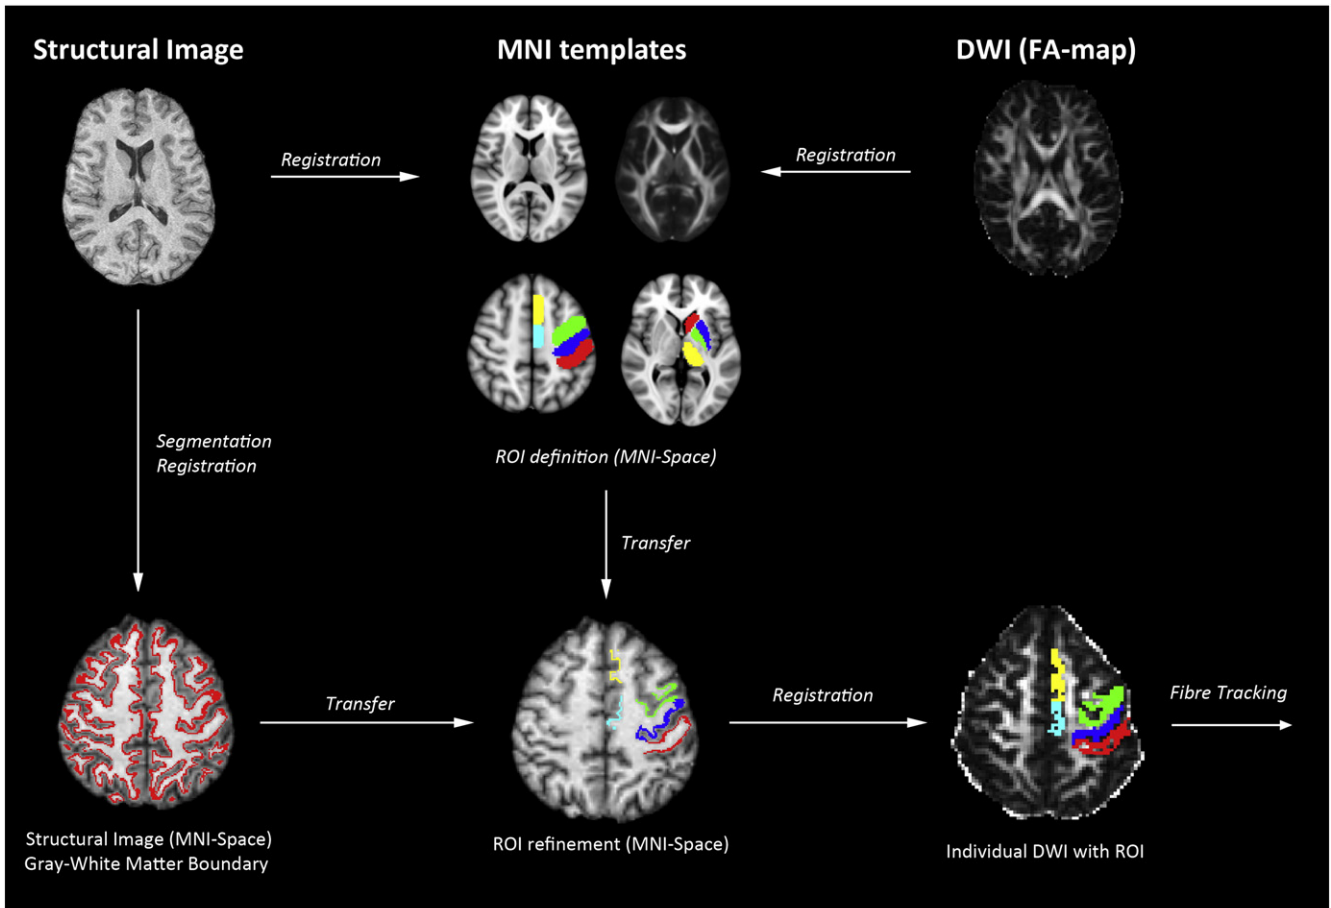 Structural Image
MNI templates
DWI (FA-map)
Registration
Registration
Segmentation
Registration
ROI definition (MNI-Space)
Transfer
Transfer
Registration
Fibre Tracking
Structural Image (MNI-Space)
Gray-White Matter Boundary
ROI refinement (MNI-Space)
Individual DWI with ROI